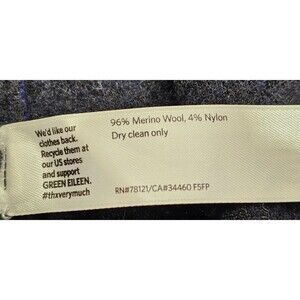 We'd like our
clothes back.
Recycle them at
our US stores
and support
GREEN EILEEN.
#thxverymuch
96% Merino Wool, 4% Nylon
Dry clean only
RN#78121/CA#34460 F5FP